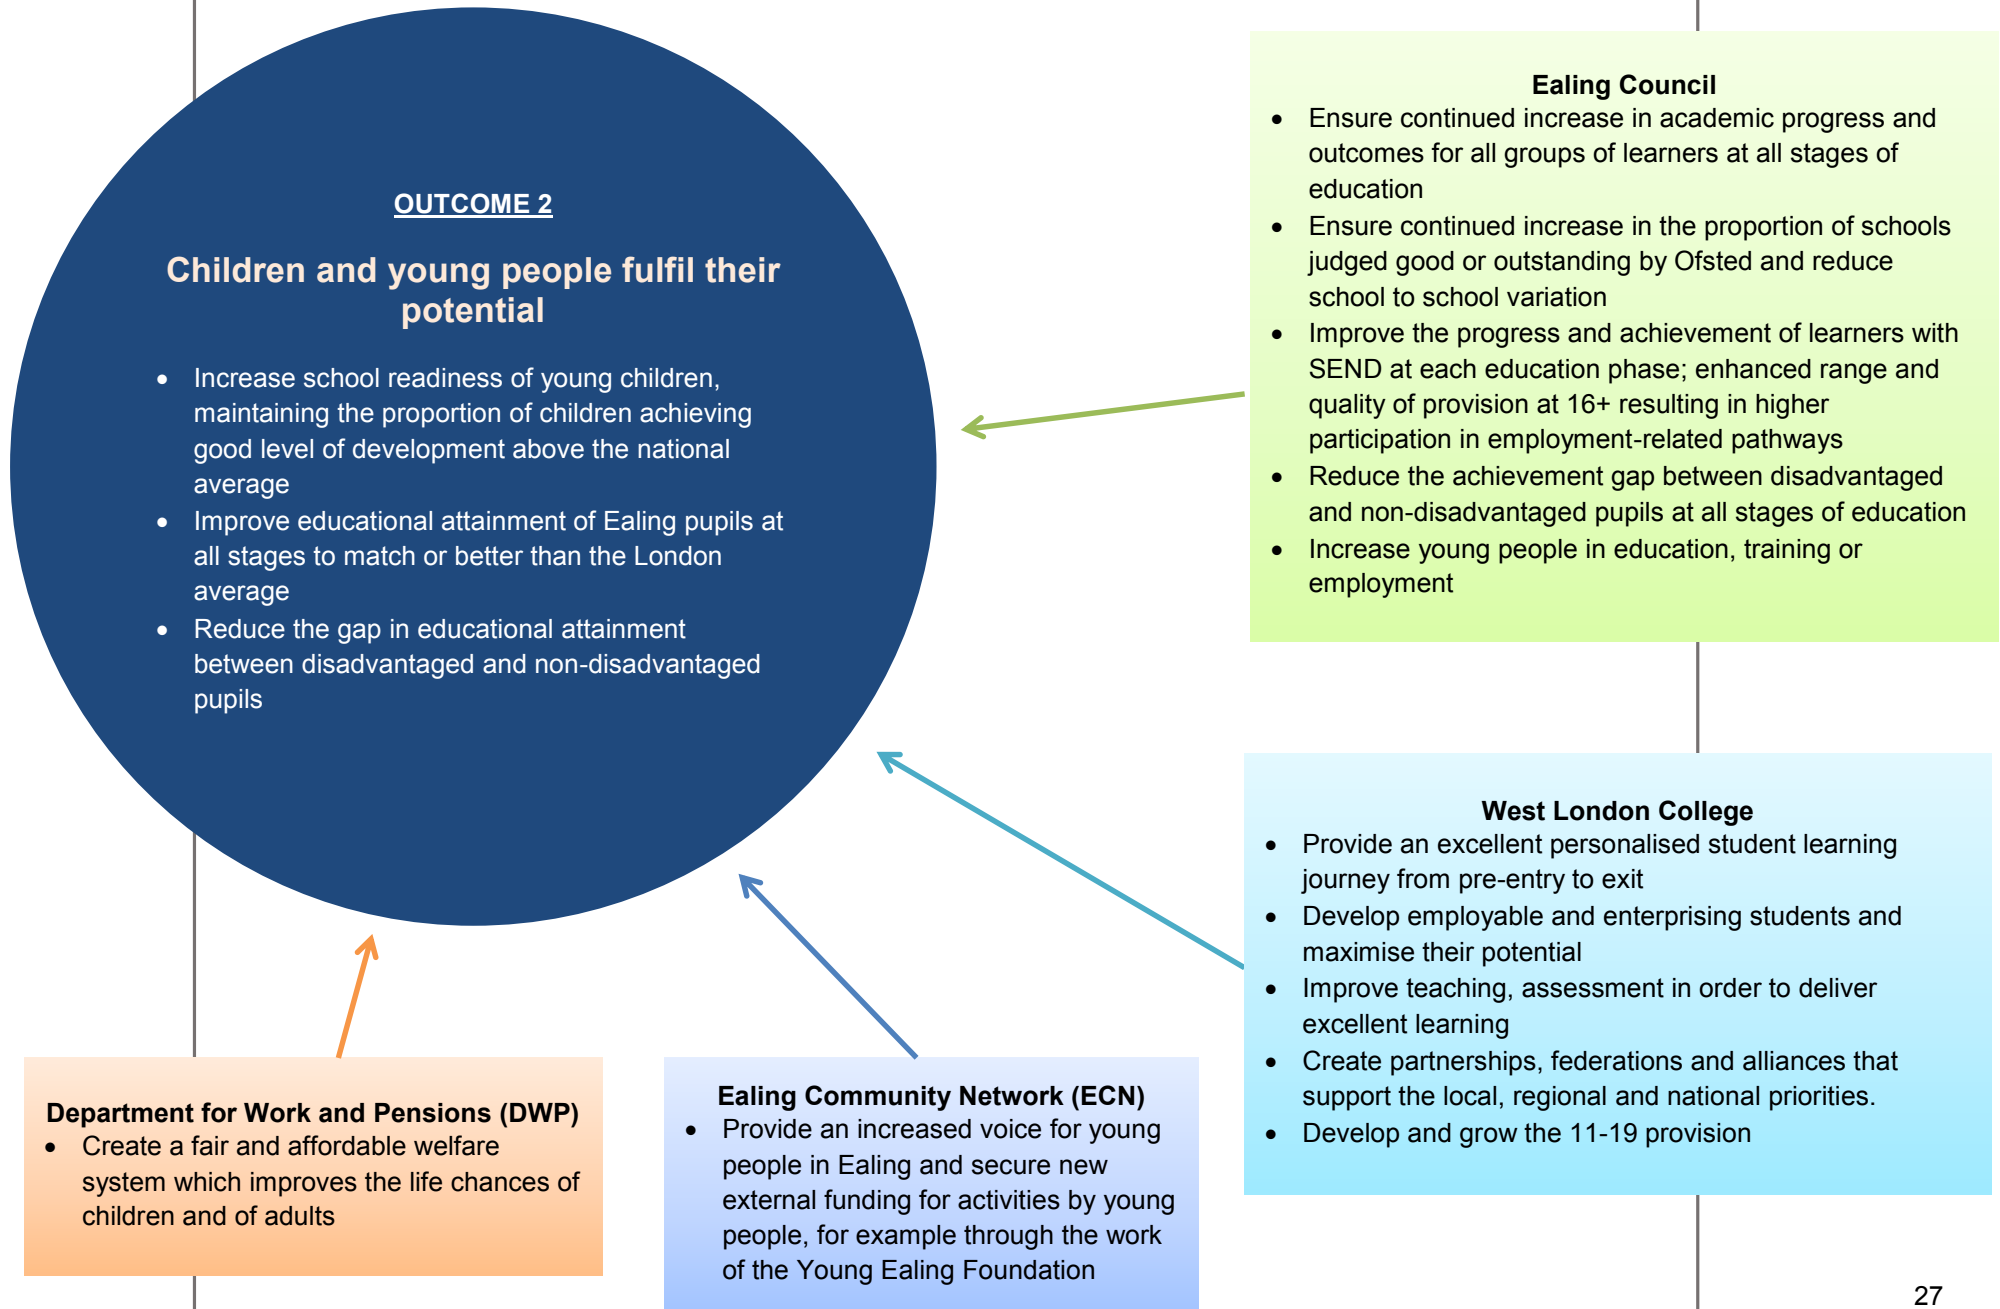 OUTCOME 2
Children and young people fulfil their
potential
• Increase school readiness of young children,
maintaining the proportion of children achieving
good level of development above the national
average
• Improve educational attainment of Ealing pupils at
all stages to match or better than the London
average
• Reduce the gap in educational attainment
between disadvantaged and non-disadvantaged
pupils
Ealing Council
• Ensure continued increase in academic progress and
outcomes for all groups of learners at all stages of
education
• Ensure continued increase in the proportion of schools
judged good or outstanding by Ofsted and reduce
school to school variation
• Improve the progress and achievement of learners with
SEND at each education phase; enhanced range and
quality of provision at 16+ resulting in higher
participation in employment-related pathways
• Reduce the achievement gap between disadvantaged
and non-disadvantaged pupils at all stages of education
• Increase young people in education, training or
employment
West London College
• Provide an excellent personalised student learning
journey from pre-entry to exit
• Develop employable and enterprising students and
maximise their potential
• Improve teaching, assessment in order to deliver
excellent learning
• Create partnerships, federations and alliances that
support the local, regional and national priorities.
• Develop and grow the 11-19 provision
Department for Work and Pensions (DWP)
• Create a fair and affordable welfare
system which improves the life chances of
children and of adults
Ealing Community Network (ECN)
• Provide an increased voice for young
people in Ealing and secure new
external funding for activities by young
people, for example through the work
of the Young Ealing Foundation
27